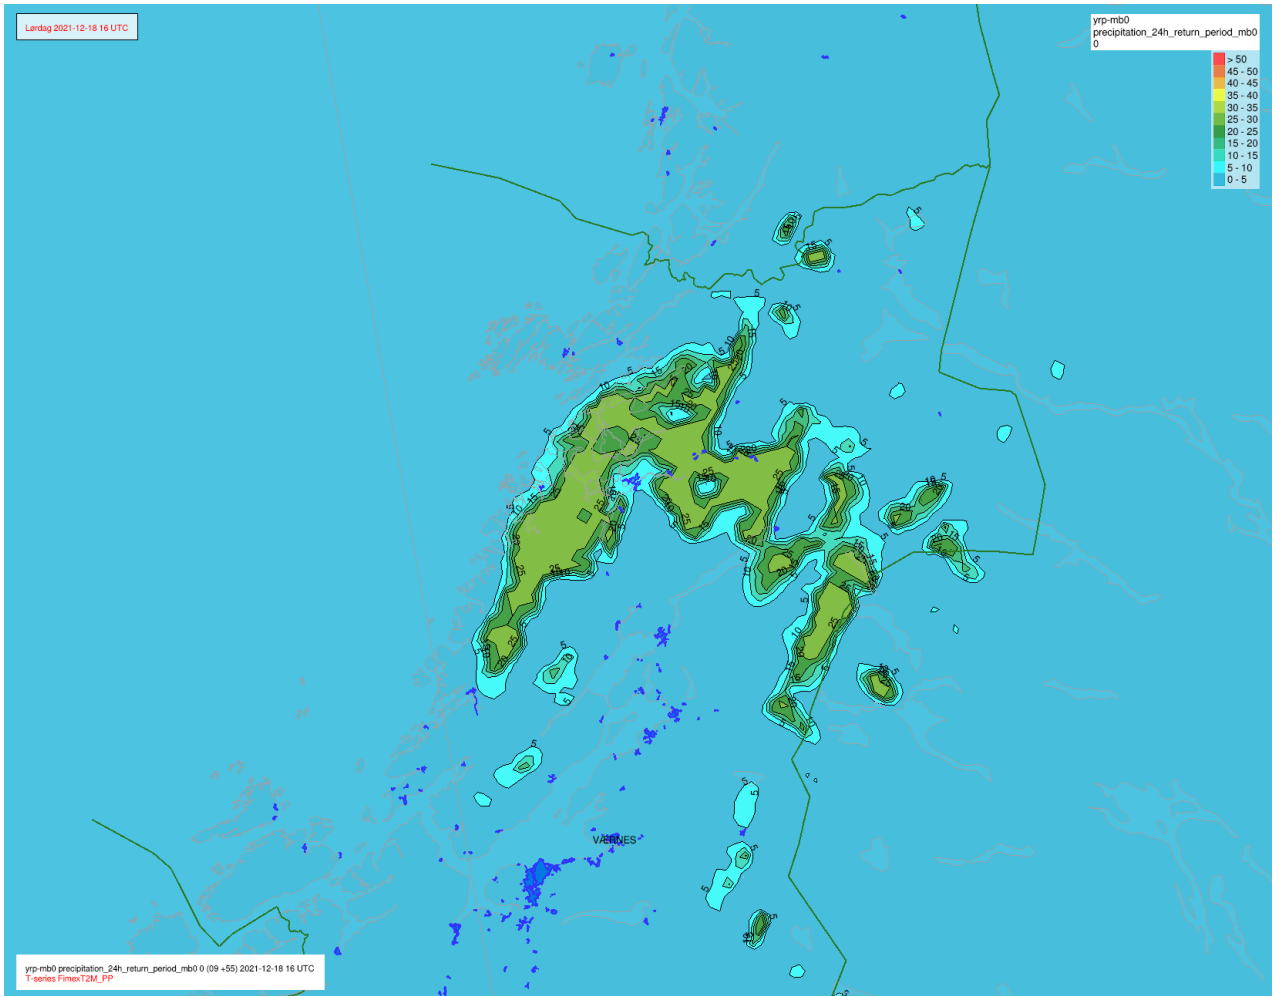 Lørdag 2021-12-18 16 UTC
yrp-mb0
precipitation_24h_return_period_mb0
0
> 50
45 - 50
40 - 45
35 - 40
30 - 35
25 - 30
20 - 25
15 - 20
10 - 15
5 - 10
0 - 5
VÆRNES
yrp-mb0 precipitation_24h_return_period_mb0 0 (09 +55) 2021-12-18 16 UTC
T-series FimexT2M_PP